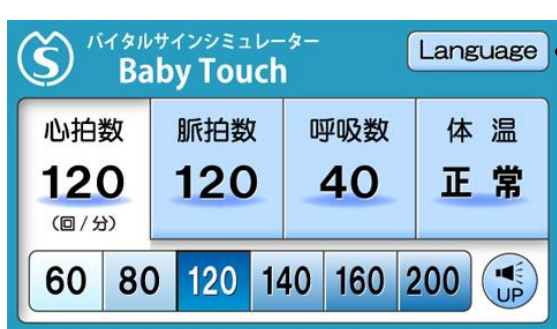 バイタルサインシミュレーター
Baby Touch
Language
心拍数 脈拍数 呼吸数 体 温
120 120 40 正 常
(回/分)
60 80 120 140 160 200 UP